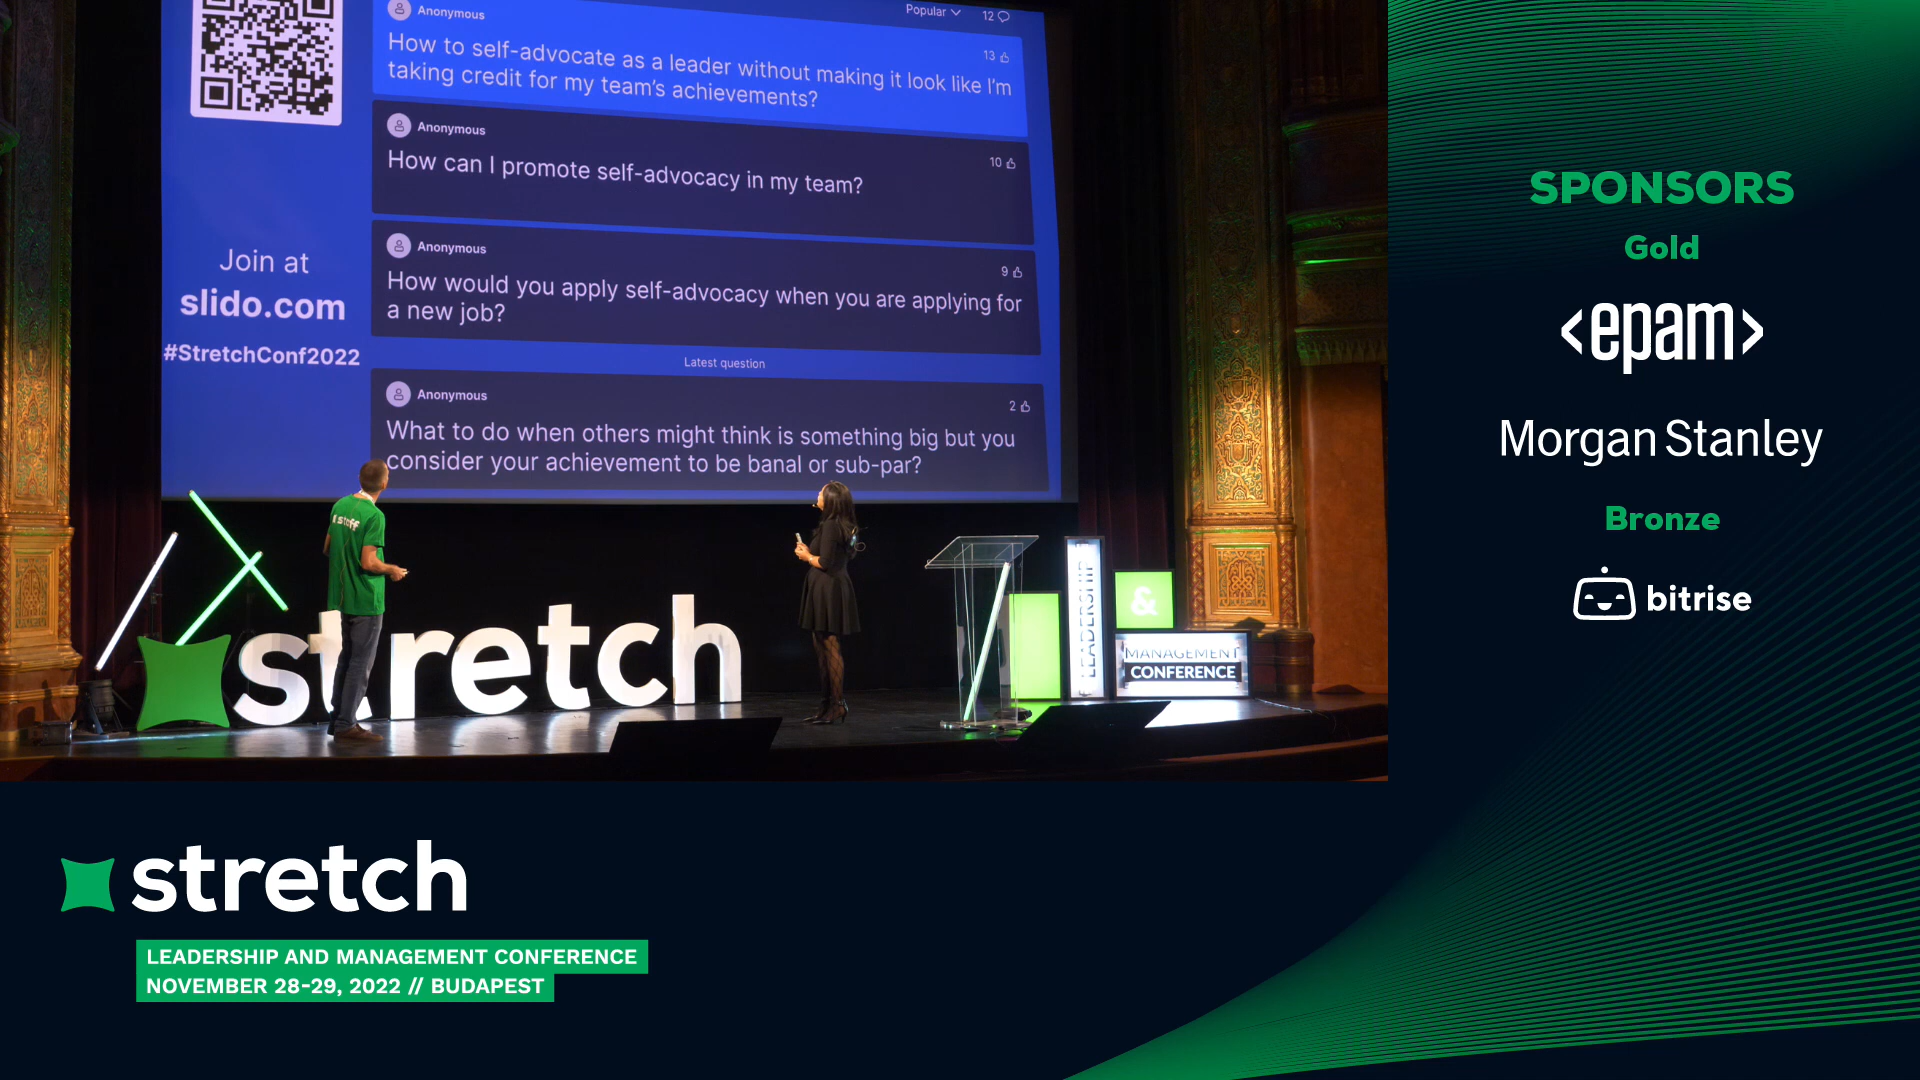 Anonymous
Popular
12
How to self-advocate as a leader without making it look like I'm
taking credit for my team's achievements?
13
Anonymous
How can I promote self-advocacy in my team?
10
Anonymous
How would you apply self-advocacy when you are applying for
a new job?
9
Latest question
Anonymous
What to do when others might think is something big but you
consider your achievement to be banal or sub-par?
2
Join at
slido.com
#StretchConf2022
staff
stretch
LEADERSHIP
&
MANAGEMENT
CONFERENCE
SPONSORS
Gold
<epam>
Morgan Stanley
Bronze
bitrise
stretch
LEADERSHIP AND MANAGEMENT CONFERENCE
NOVEMBER 28-29, 2022 // BUDAPEST